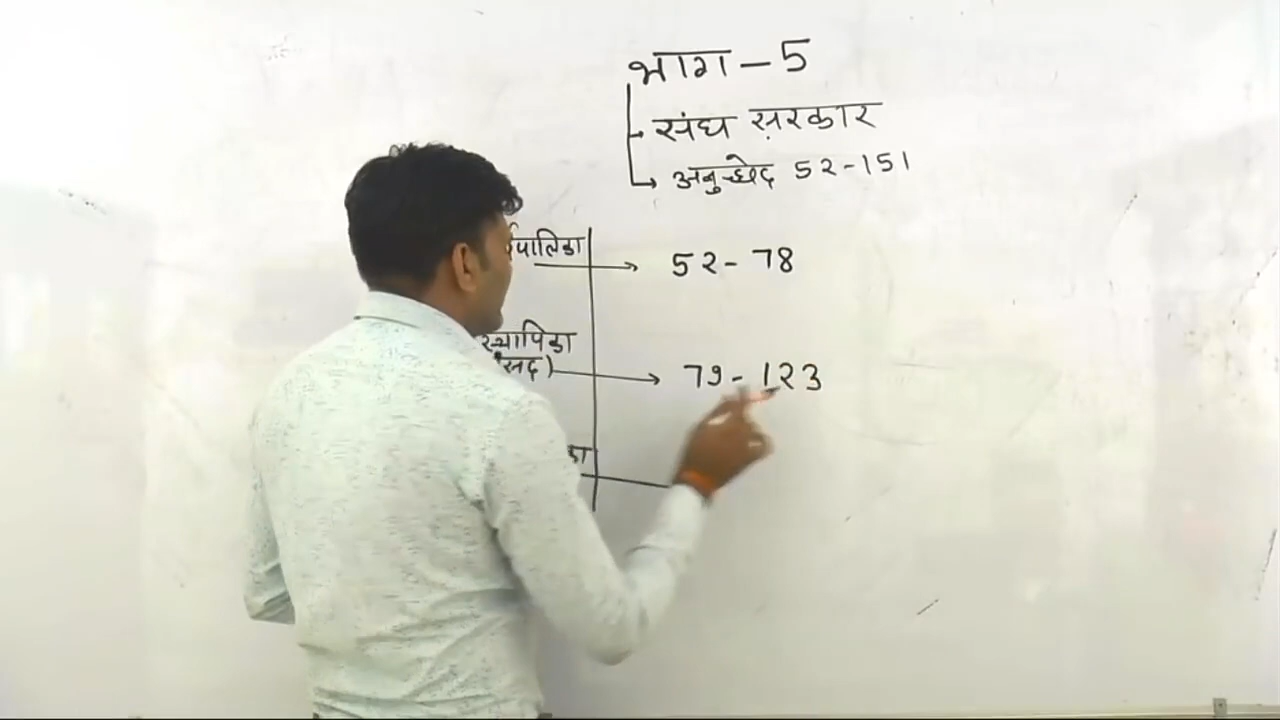 भाग - 5
संघ सरकार
अनुच्छेद 52-151
पालिका → 52-78
स्थापिका
सद) → 79-123
का